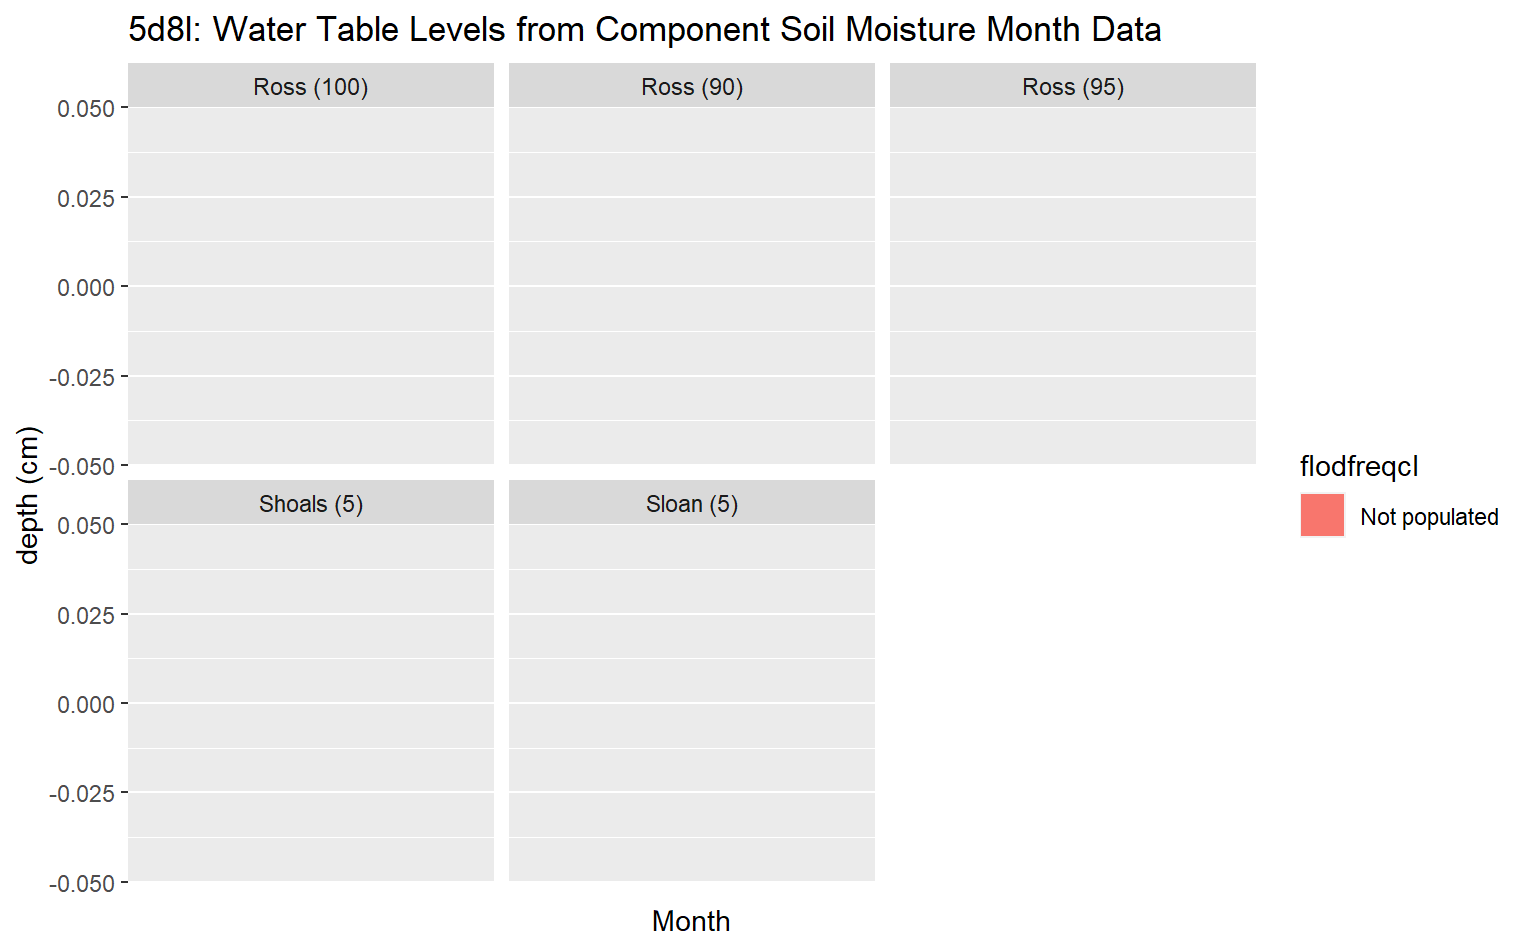 5d8l: Water Table Levels from Component Soil Moisture Month Data
Ross (100)
Ross (90)
Ross (95)
0.050
0.025
0.000
-0.025
-0.050
Shoals (5)
Sloan (5)
0.050
0.025
0.000
-0.025
-0.050
depth (cm)
Month
flodfreqcl
Not populated